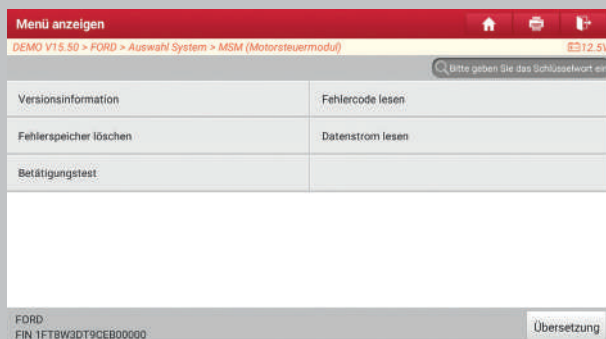 Menü anzeigen
DEMO V15.50 > FORD > Auswahl System > MSM (Motorsteuermodul)
12.5V
Bitte geben Sie das Schlüsselwort ein
Versionsinformation
Fehlercode lesen
Fehlerspeicher löschen
Datenstrom lesen
Betätigungstest
FORD
FIN 1FT8W3DT9CEB00000
Übersetzung